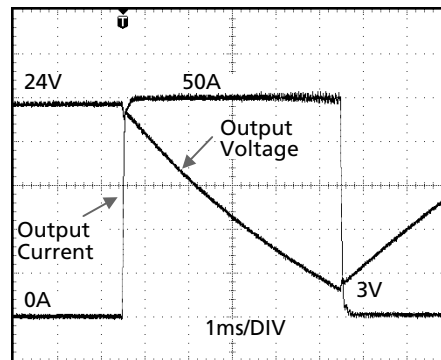 T
24V
50A
Output
Voltage
Output
Current
0A
3V
1ms/DIV